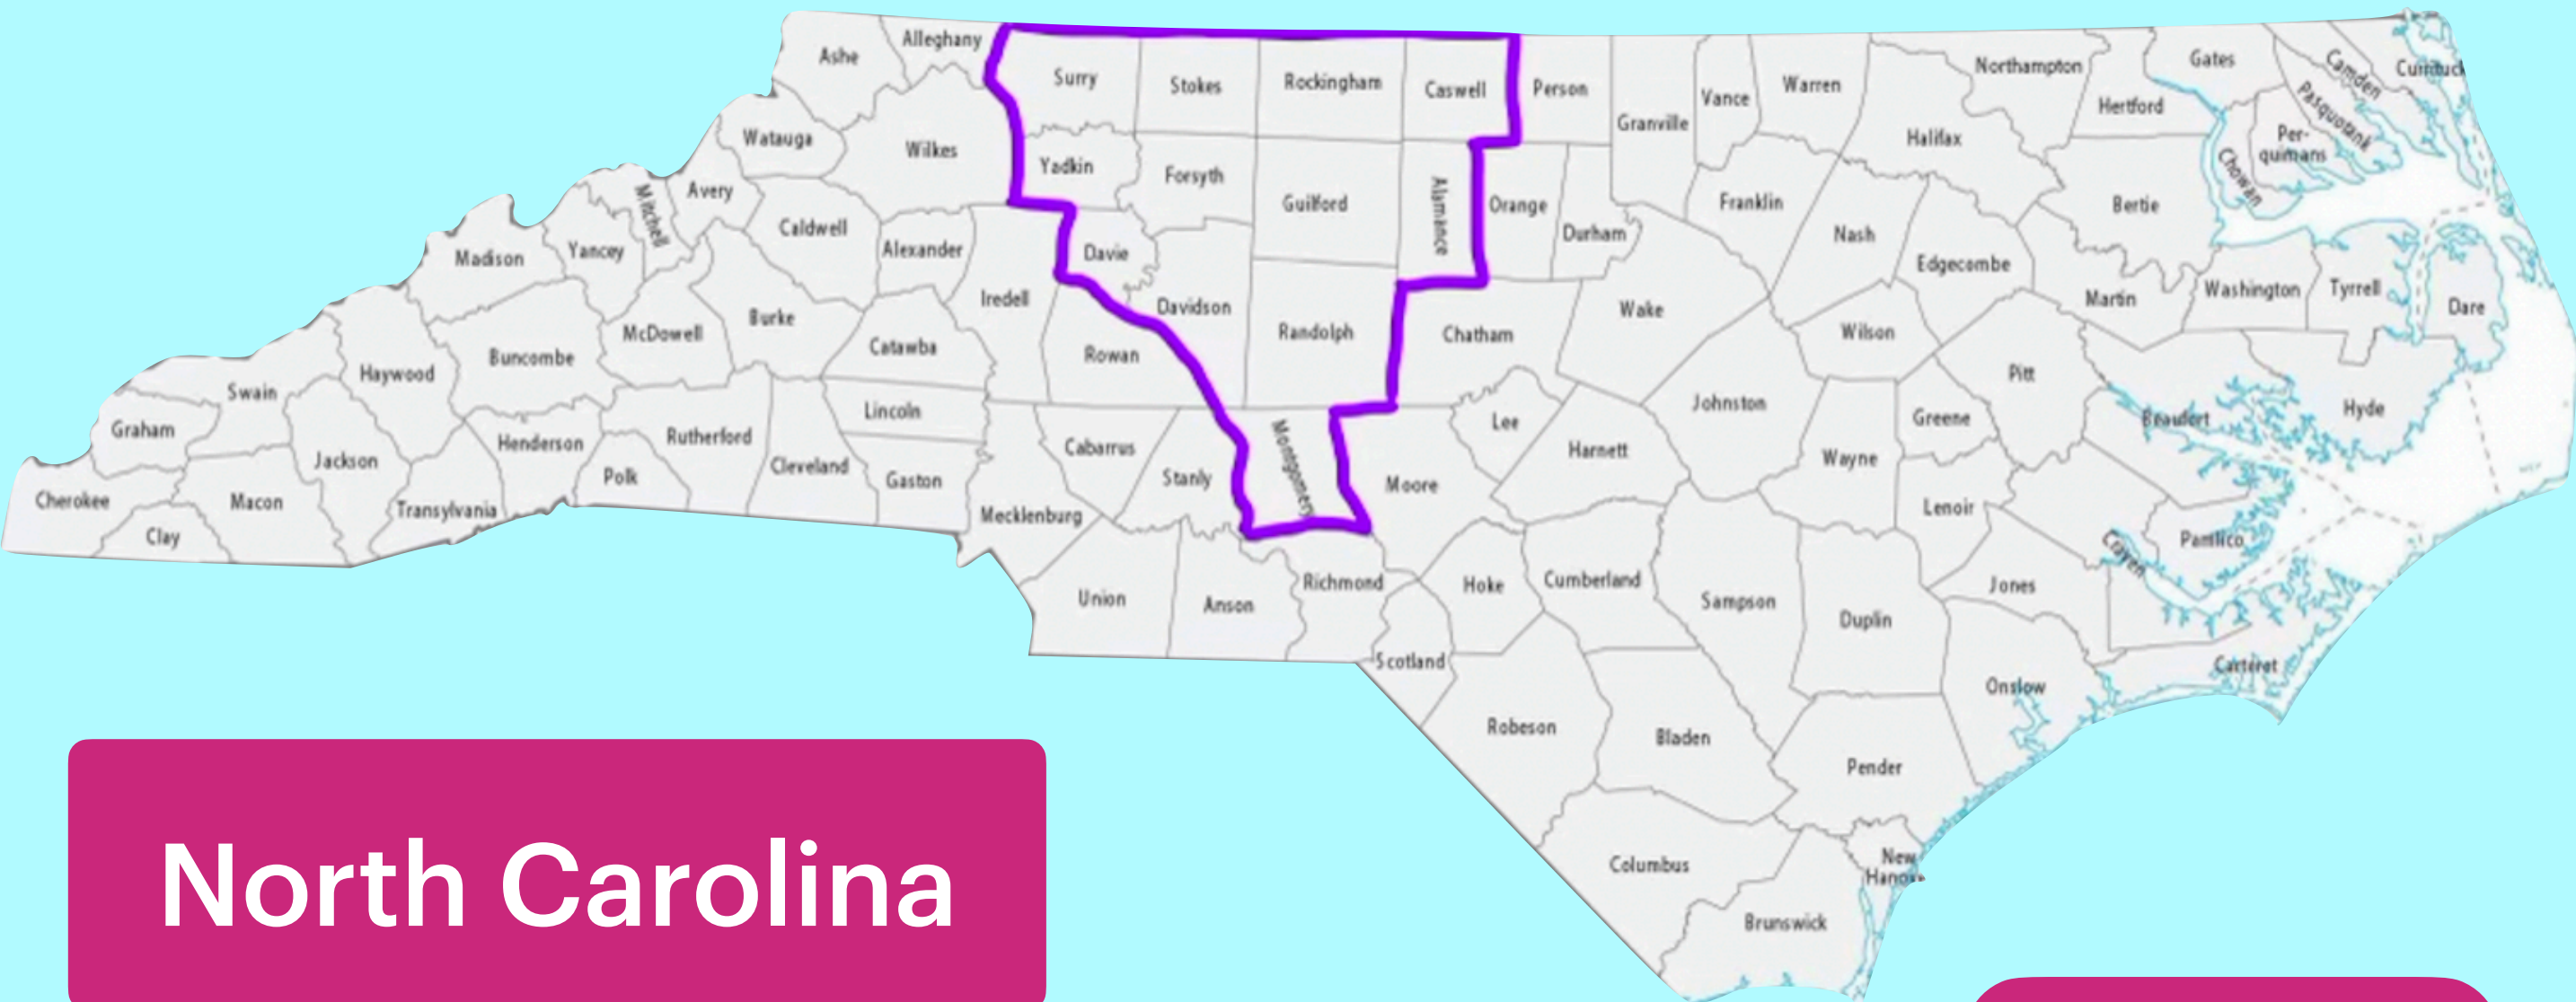 Alleghany
Ashe
Surry
Stokes
Rockingham
Caswell
Person
Vance
Warren
Northampton
Gates
Camden
Currituck
Pasquotank
Hertford
Granville
Halifax
Per-
quimans
Chowan
Watauga
Wilkes
Yadkin
Forsyth
Guilford
Alamance
Orange
Durham
Franklin
Nash
Edgecombe
Bertie
Mitchell
Avery
Caldwell
Alexander
Davie
Madison
Yancey
Iredell
Davidson
Randolph
Chatham
Wake
Wilson
Martin
Washington
Tyrrell
Dare
Burke
McDowell
Buncombe
Haywood
Catawba
Rowan
Pitt
Swain
Graham
Lincoln
Lee
Johnston
Greene
Beaufort
Hyde
Jackson
Henderson
Rutherford
Polk
Cleveland
Gaston
Cabarrus
Stanly
Montgomery
Moore
Harnett
Wayne
Lenoir
Cherokee
Macon
Clay
Transylvania
Mecklenburg
Craven
Pamlico
Union
Anson
Richmond
Hoke
Cumberland
Sampson
Duplin
Jones
Scotland
Onslow
Carteret
Robeson
Bladen
Pender
Columbus
New
Hanover
Brunswick
North Carolina